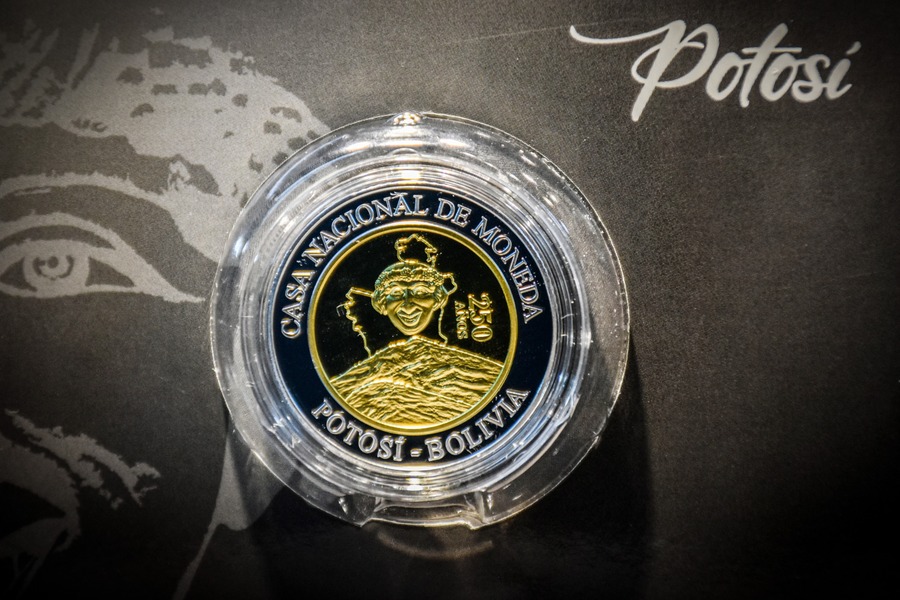 Potosí
CASA NACIONAL DE MONEDA
250
AÑOS
POTOSÍ - BOLIVIA